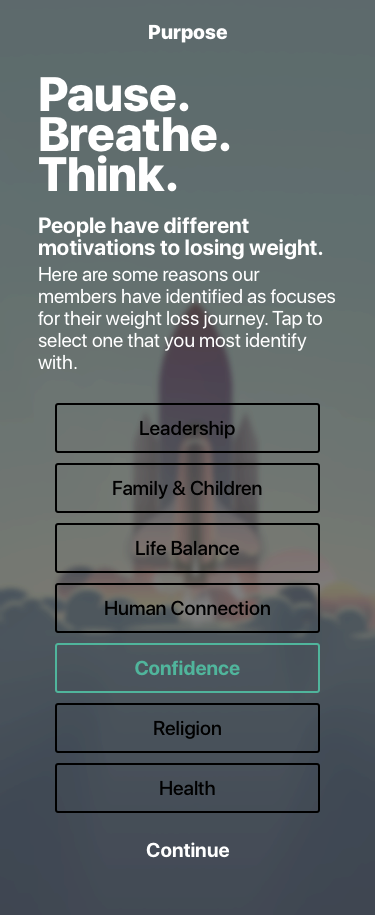 Purpose
Pause.
Breathe.
Think.
People have different
motivations to losing weight.
Here are some reasons our
members have identified as focuses
for their weight loss journey. Tap to
select one that you most identify
with.
Leadership
Family & Children
Life Balance
Human Connection
Confidence
Religion
Health
Continue